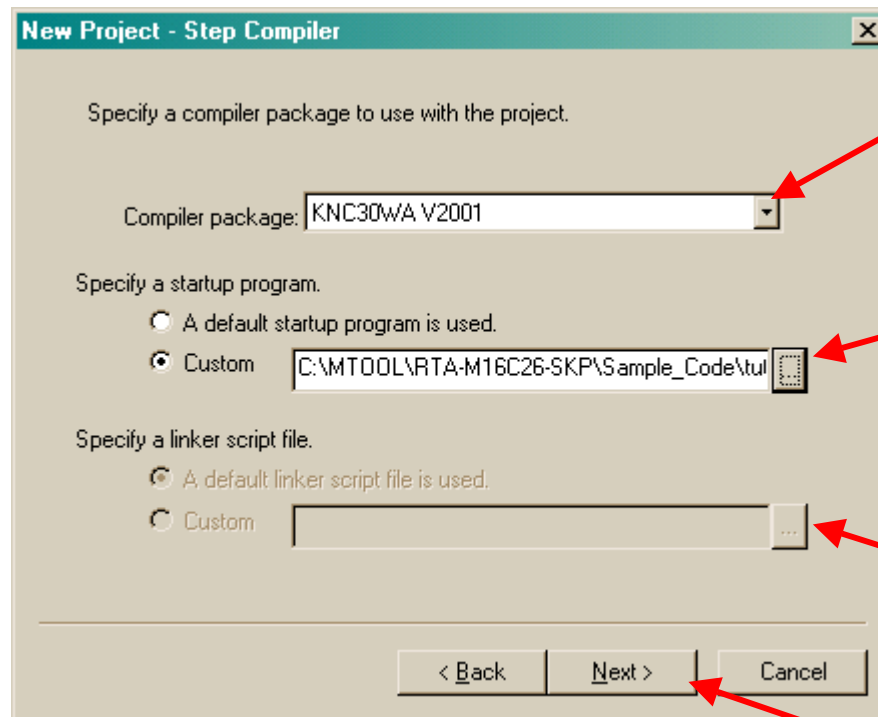 New Project - Step Compiler
Specify a compiler package to use with the project.
Compiler package: KNC30WA V2001
Specify a startup program.
A default startup program is used.
Custom C:\MTOOL\RTA-M16C26-SKP\Sample_Code\tut ...
Specify a linker script file.
A default linker script file is used.
Custom ...
< Back Next > Cancel